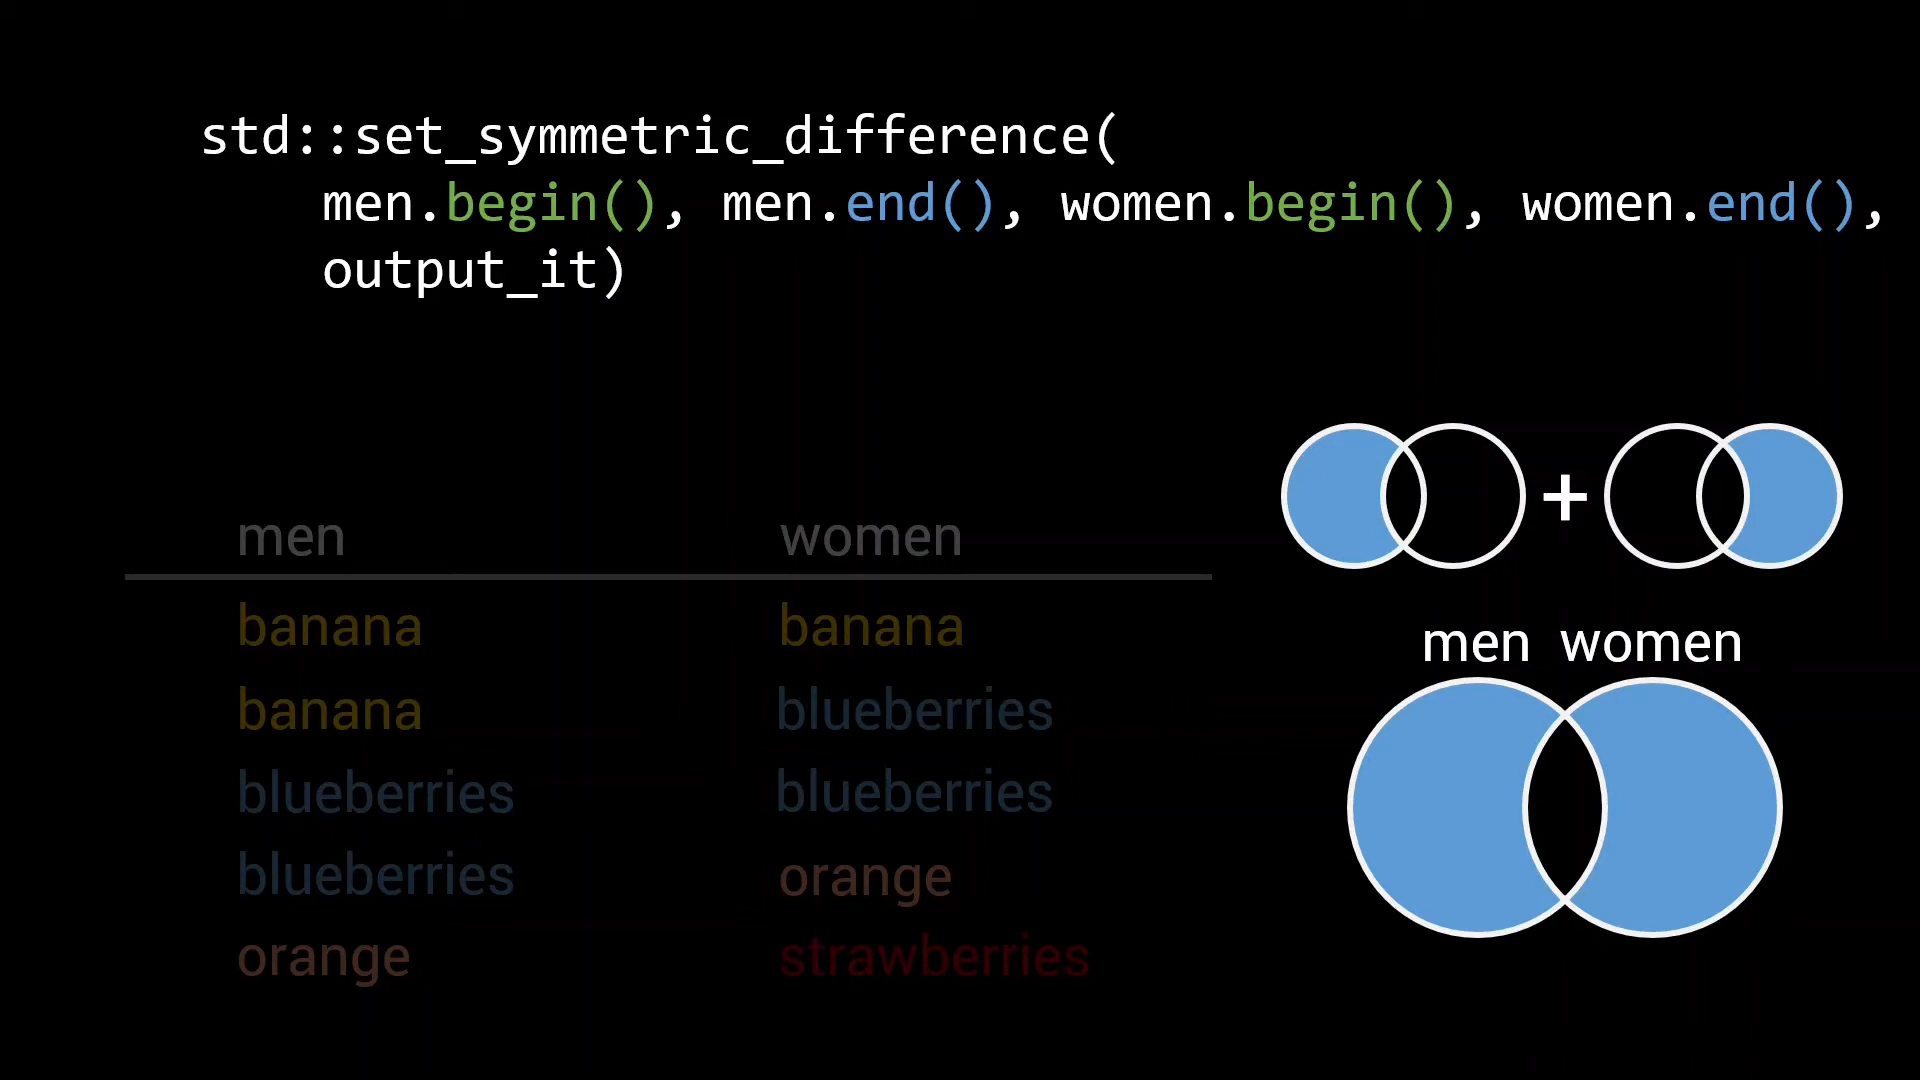 std::set_symmetric_difference(
men.begin(), men.end(), women.begin(), women.end(),
output_it)
men women
banana banana
banana blueberries
blueberries blueberries
blueberries orange
orange strawberries
+
men women